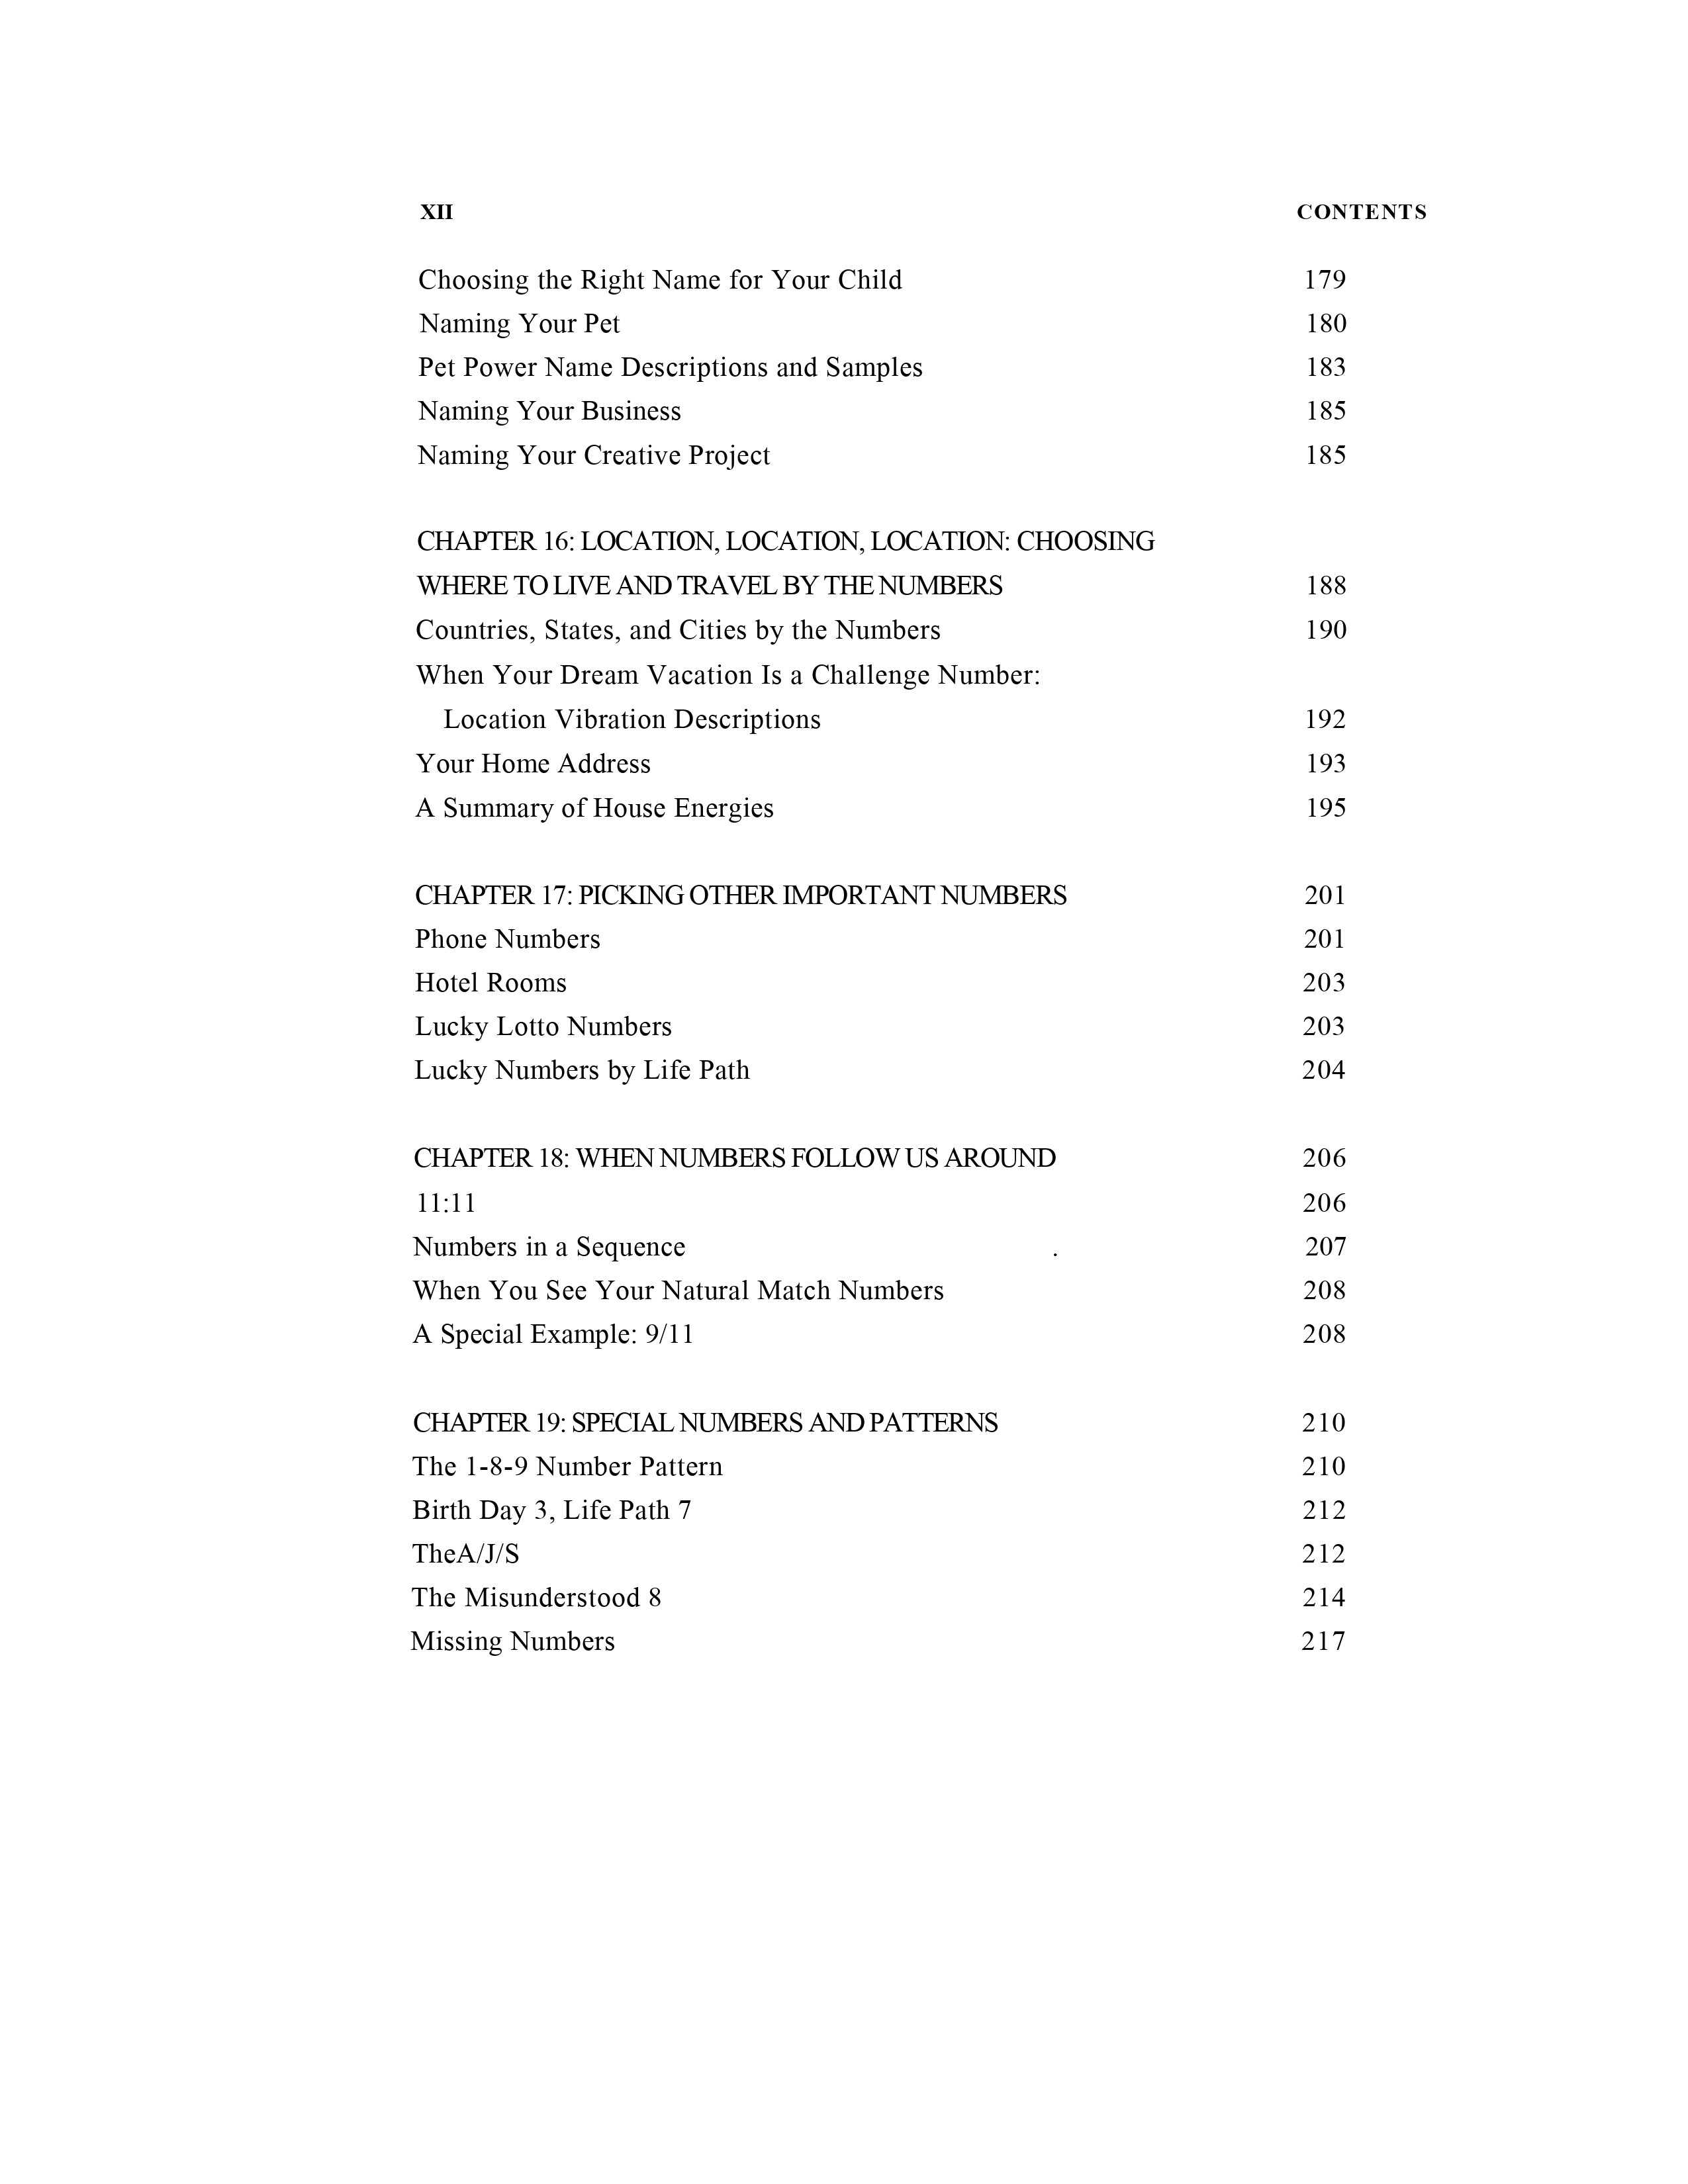 XII CONTENTS
Choosing the Right Name for Your Child 179
Naming Your Pet 180
Pet Power Name Descriptions and Samples 183
Naming Your Business 185
Naming Your Creative Project 185
CHAPTER 16: LOCATION, LOCATION, LOCATION: CHOOSING
WHERE TO LIVE AND TRAVEL BY THE NUMBERS 188
Countries, States, and Cities by the Numbers 190
When Your Dream Vacation Is a Challenge Number:
Location Vibration Descriptions 192
Your Home Address 193
A Summary of House Energies 195
CHAPTER 17: PICKING OTHER IMPORTANT NUMBERS 201
Phone Numbers 201
Hotel Rooms 203
Lucky Lotto Numbers 203
Lucky Numbers by Life Path 204
CHAPTER 18: WHEN NUMBERS FOLLOW US AROUND 206
11:11 206
Numbers in a Sequence . 207
When You See Your Natural Match Numbers 208
A Special Example: 9/11 208
CHAPTER 19: SPECIAL NUMBERS AND PATTERNS 210
The 1-8-9 Number Pattern 210
Birth Day 3, Life Path 7 212
TheA/J/S 212
The Misunderstood 8 214
Missing Numbers 217